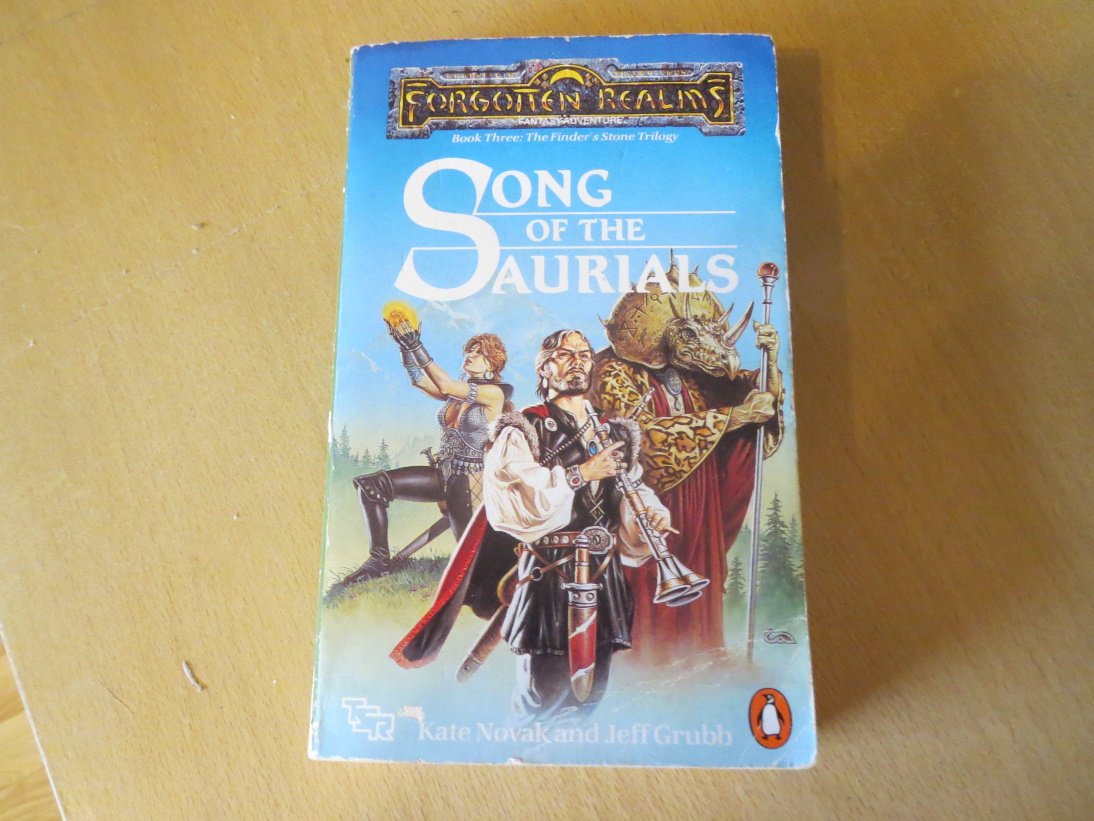 FORGOTTEN REALMS
FANTASY ADVENTURE
Book Three: The Finder's Stone Trilogy
SONG
OF THE
SAURIALS
TSR
Kate Novak and Jeff Grubb